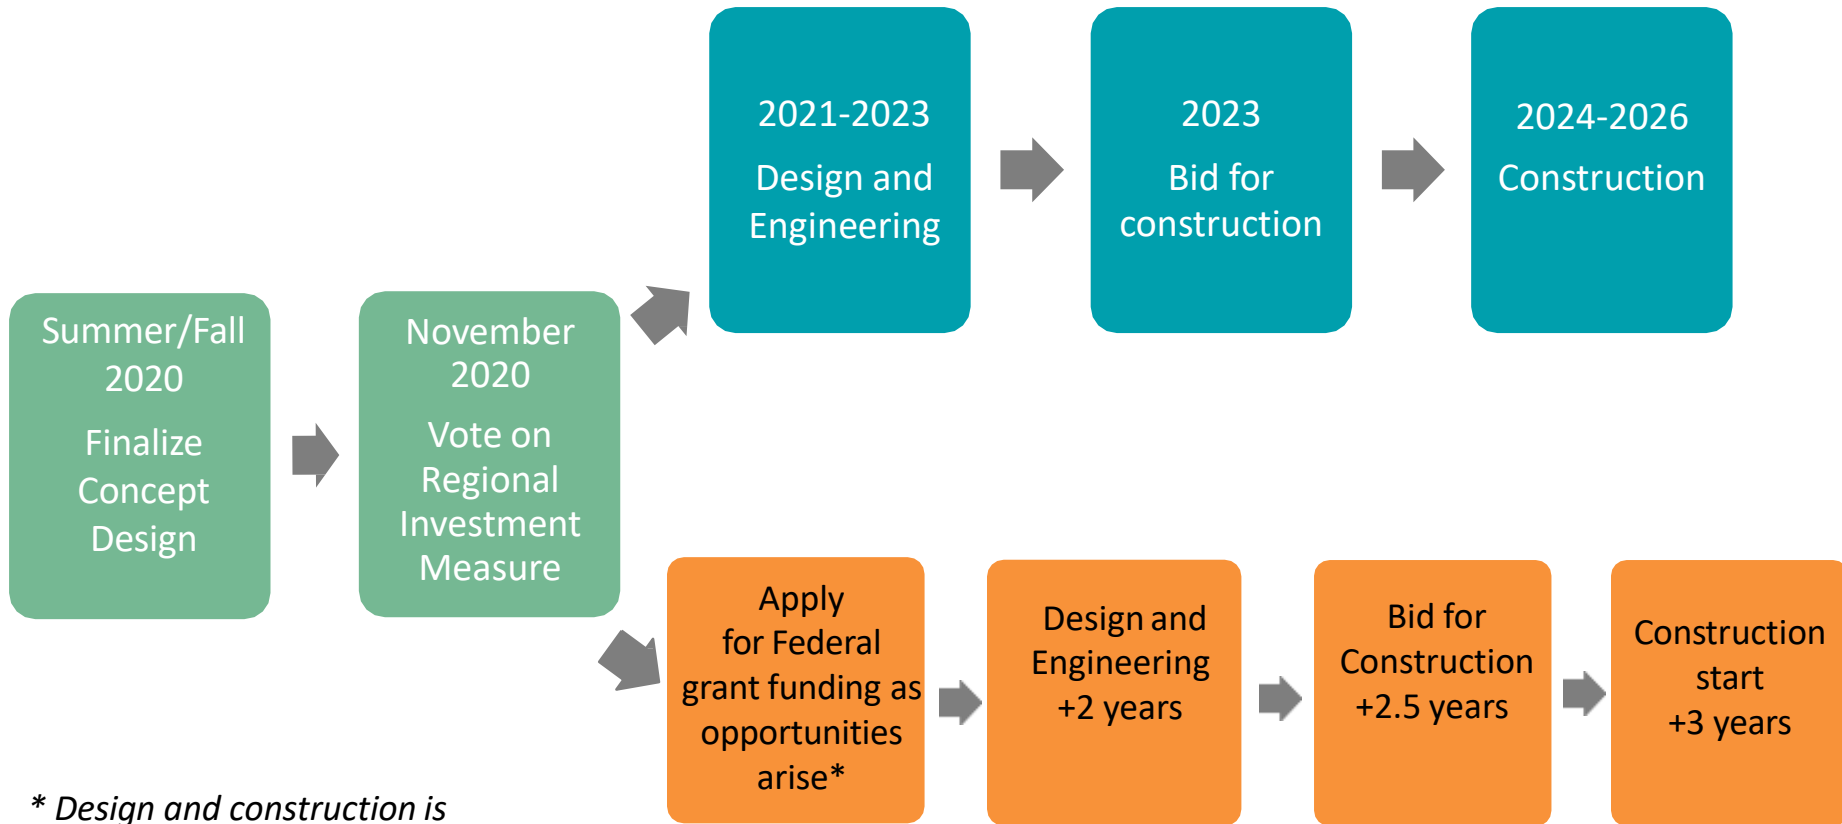 Summer/Fall
2020
Finalize
Concept
Design
November
2020
Vote on
Regional
Investment
Measure
2021-2023
Design and
Engineering
2023
Bid for
construction
2024-2026
Construction
Apply
for Federal
grant funding as
opportunities
arise*
Design and
Engineering
+2 years
Bid for
Construction
+2.5 years
Construction
start
+3 years
* Design and construction is